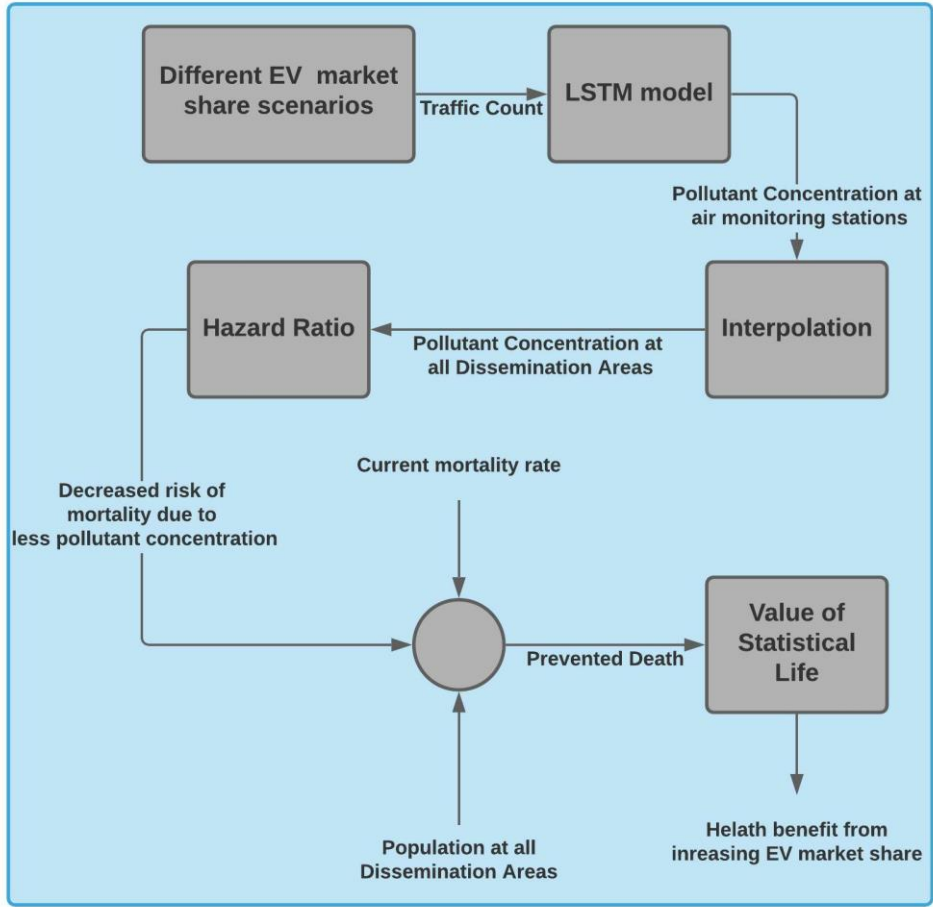 Different EV market
share scenarios
Traffic Count
LSTM model
Pollutant Concentration at
air monitoring stations
Hazard Ratio
Pollutant Concentration at
all Dissemination Areas
Interpolation
Current mortality rate
Decreased risk of
mortality due to
less pollutant concentration
Prevented Death
Value of
Statistical
Life
Population at all
Dissemination Areas
Helath benefit from
inreasing EV market share